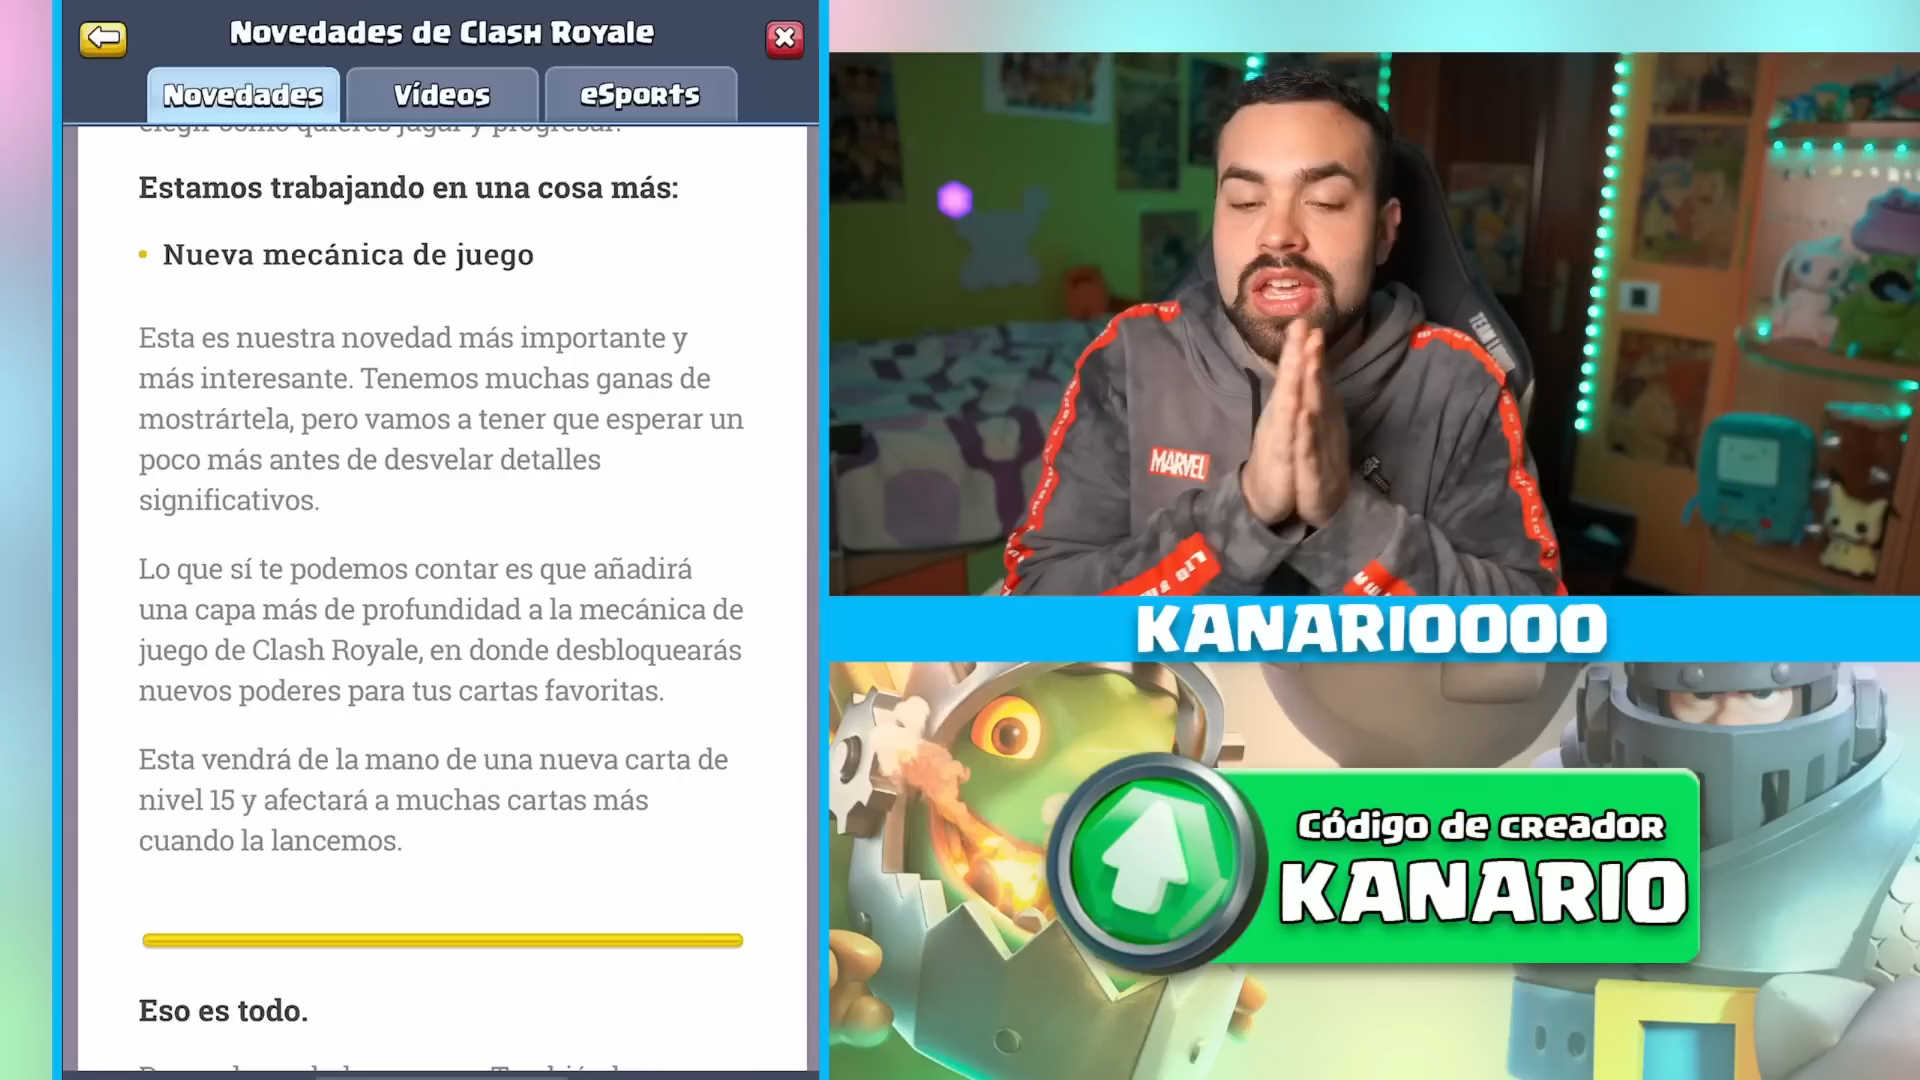 Novedades de Clash Royale
Novedades
Vídeos
eSports
elegir cómo quieres jugar y progresar.
Estamos trabajando en una cosa más:
• Nueva mecánica de juego
Esta es nuestra novedad más importante y
más interesante. Tenemos muchas ganas de
mostrártela, pero vamos a tener que esperar un
poco más antes de desvelar detalles
significativos.
Lo que sí te podemos contar es que añadirá
una capa más de profundidad a la mecánica de
juego de Clash Royale, en donde desbloquearás
nuevos poderes para tus cartas favoritas.
Esta vendrá de la mano de una nueva carta de
nivel 15 y afectará a muchas cartas más
cuando la lancemos.
Eso es todo.
MARVEL
KANARIOOOO
Código de creador
KANARIO